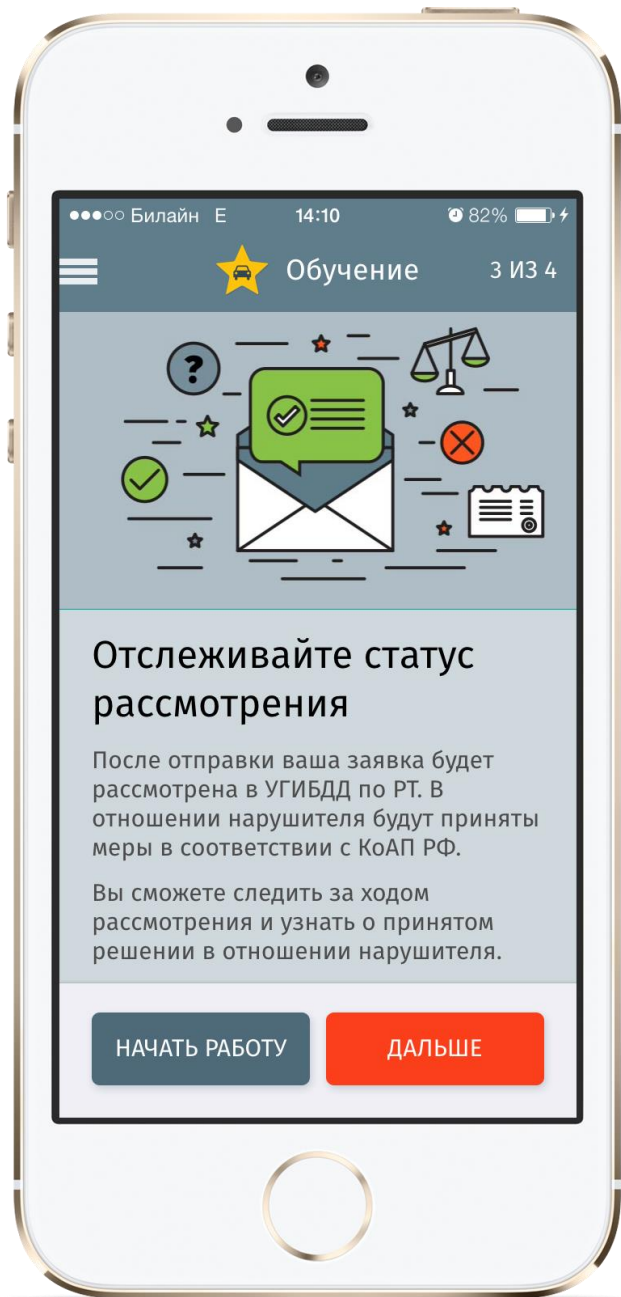 ●●●○○ Билайн E 14:10 82%
Обучение 3 ИЗ 4
?
Отслеживайте статус
рассмотрения
После отправки ваша заявка будет
рассмотрена в УГИБДД по РТ. В
отношении нарушителя будут приняты
меры в соответствии с КоАП РФ.
Вы сможете следить за ходом
рассмотрения и узнать о принятом
решении в отношении нарушителя.
НАЧАТЬ РАБОТУ ДАЛЬШЕ